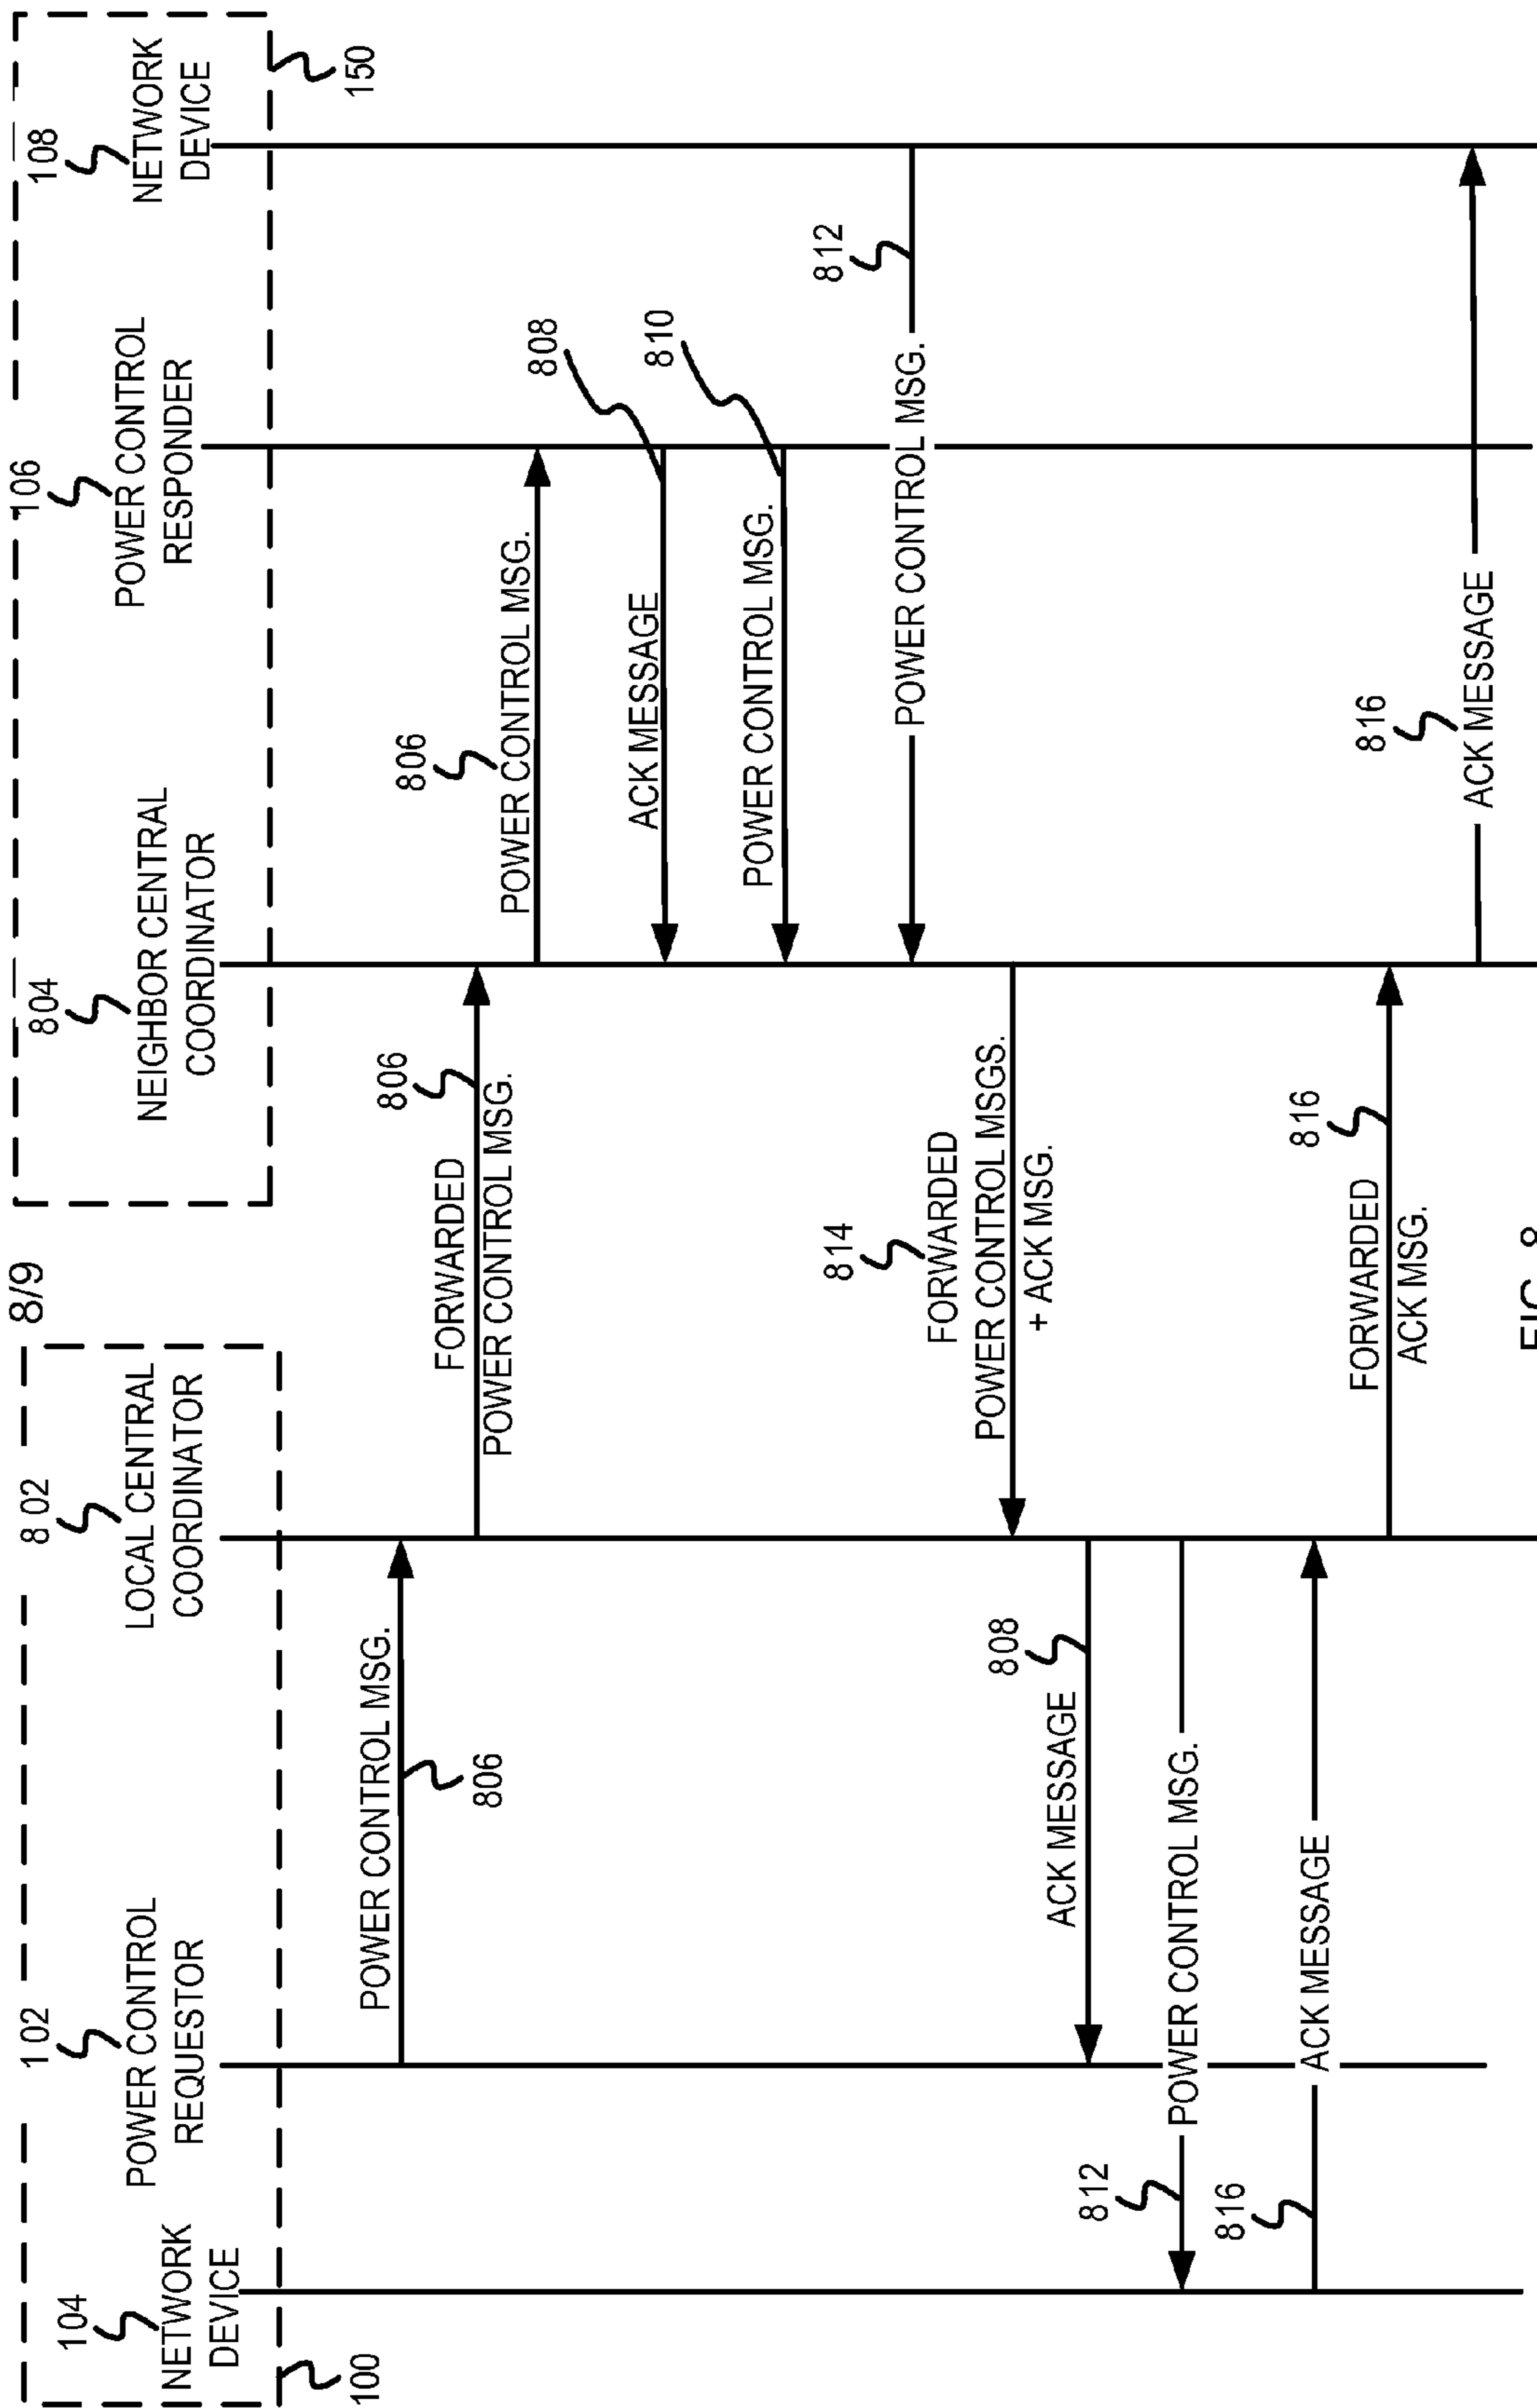 8/9
104
NETWORK
DEVICE
100
102
POWER CONTROL
REQUESTOR
8 02
LOCAL CENTRAL
COORDINATOR
804
NEIGHBOR CENTRAL
COORDINATOR
106
POWER CONTROL
RESPONDER
108
NETWORK
DEVICE
150
POWER CONTROL MSG.
806
806
FORWARDED
POWER CONTROL MSG.
806
POWER CONTROL MSG.
808
ACK MESSAGE
810
POWER CONTROL MSG.
812
POWER CONTROL MSG.
814
FORWARDED
POWER CONTROL MSGS.
+ ACK MSG.
808
ACK MESSAGE
812
POWER CONTROL MSG.
816
ACK MESSAGE
816
FORWARDED
ACK MSG.
816
ACK MESSAGE
FIG. 8